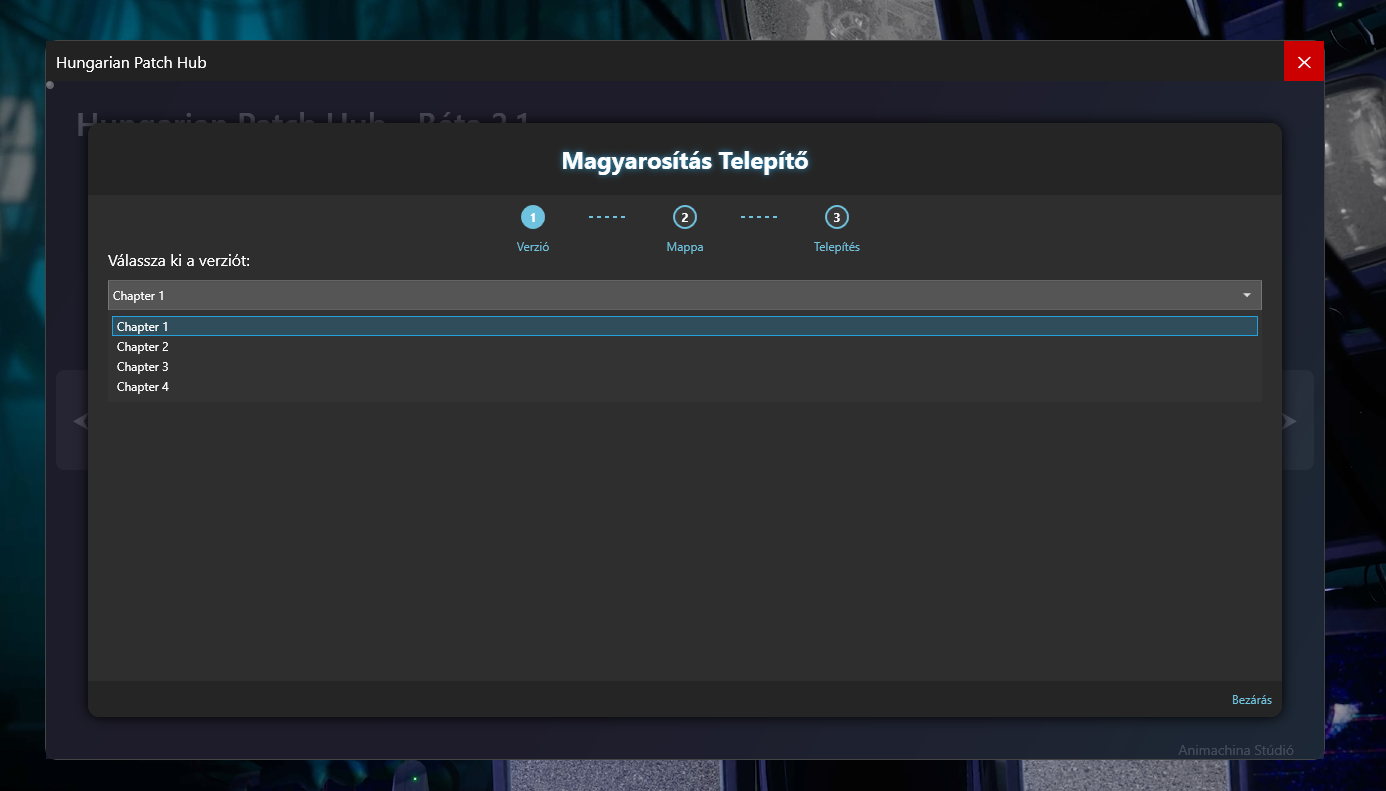 Hungarian Patch Hub
Hungarian Patch Hub - Béta 2.1
Magyarosítás Telepítő
1
2
3
Verzió
Mappa
Telepítés
Válassza ki a verziót:
Chapter 1
Chapter 1
Chapter 2
Chapter 3
Chapter 4
Bezárás
Animachina Stúdió